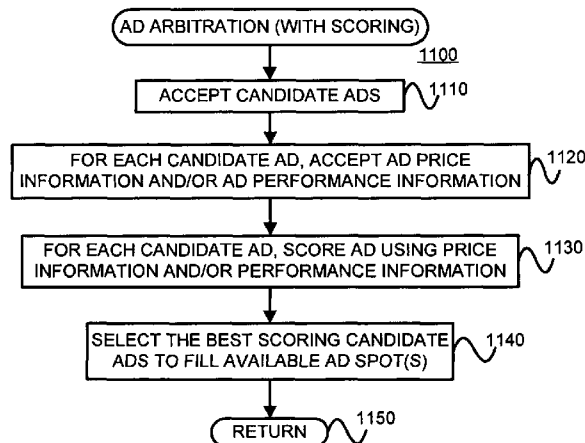 AD ARBITRATION (WITH SCORING)
1100
ACCEPT CANDIDATE ADS
1110
FOR EACH CANDIDATE AD, ACCEPT AD PRICE
INFORMATION AND/OR AD PERFORMANCE INFORMATION
1120
FOR EACH CANDIDATE AD, SCORE AD USING PRICE
INFORMATION AND/OR PERFORMANCE INFORMATION
1130
SELECT THE BEST SCORING CANDIDATE
ADS TO FILL AVAILABLE AD SPOT(S)
1140
RETURN
1150